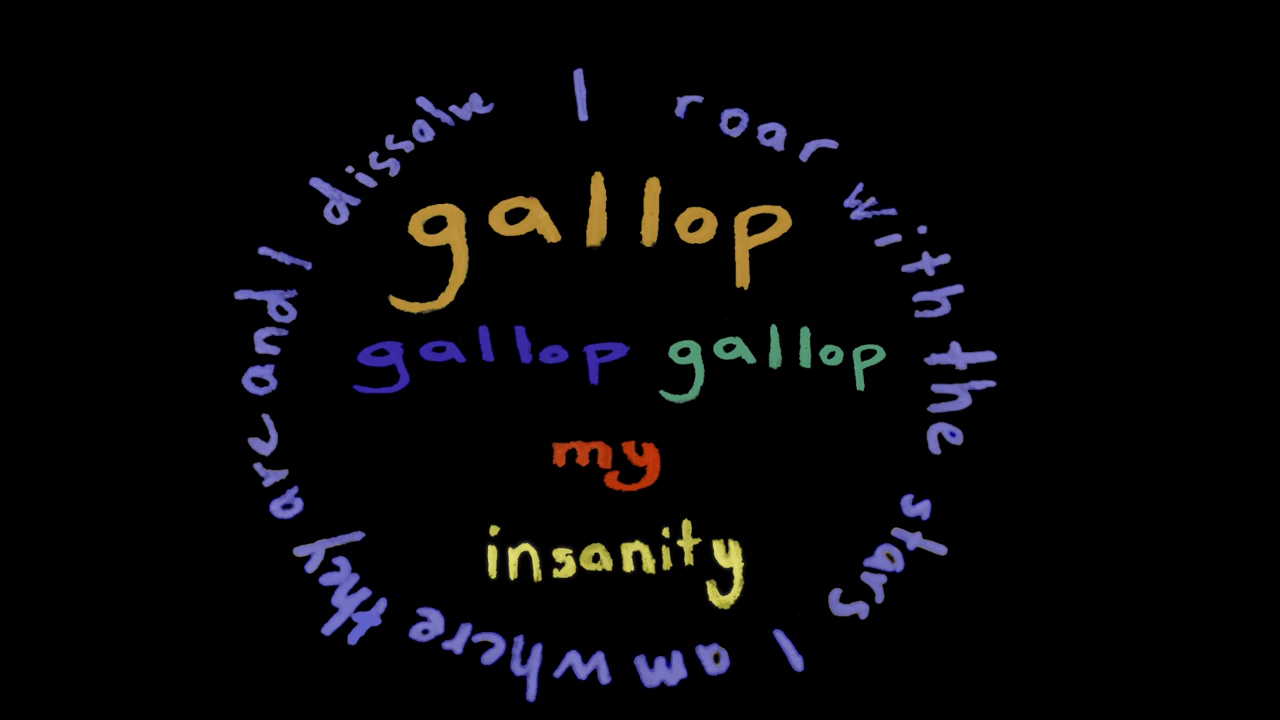 I roar with the stars I am where they are and I dissolve
gallop
gallop gallop
my
insanity